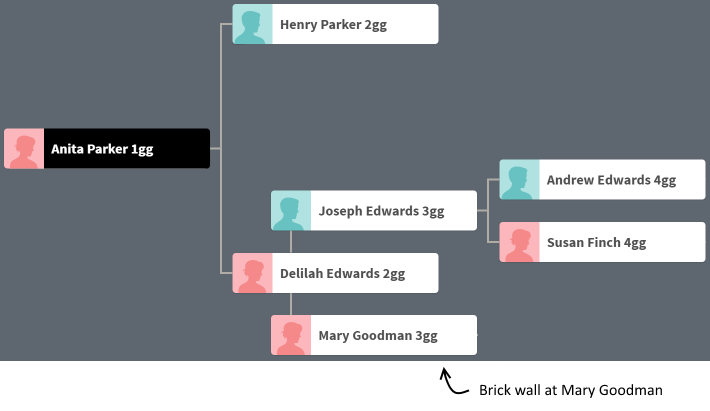 Henry Parker 2gg
Anita Parker 1gg
Andrew Edwards 4gg
Joseph Edwards 3gg
Susan Finch 4gg
Delilah Edwards 2gg
Mary Goodman 3gg
Brick wall at Mary Goodman